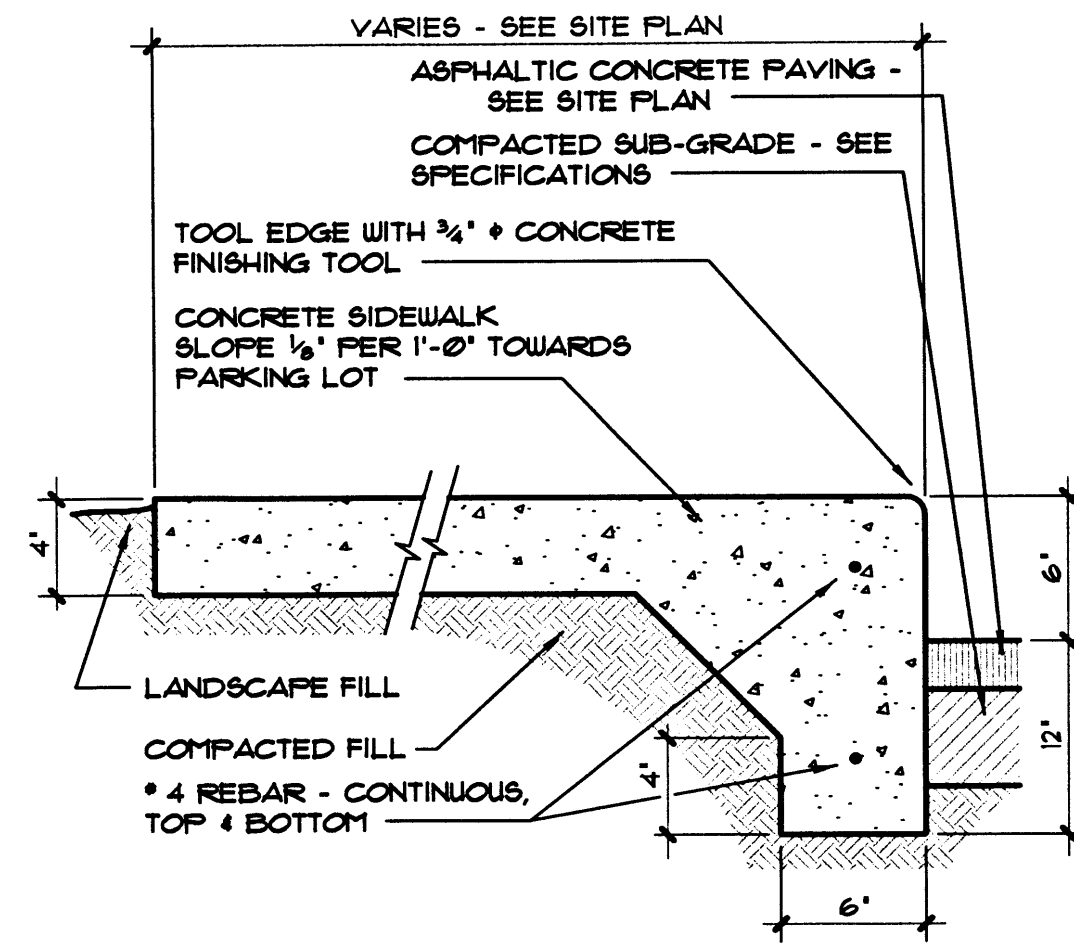 VARIES - SEE SITE PLAN
ASPHALTIC CONCRETE PAVING -
SEE SITE PLAN
COMPACTED SUB-GRADE - SEE
SPECIFICATIONS
TOOL EDGE WITH ¾" Φ CONCRETE
FINISHING TOOL
CONCRETE SIDEWALK
SLOPE ⅛" PER 1'-0" TOWARDS
PARKING LOT
4"
6"
LANDSCAPE FILL
COMPACTED FILL
# 4 REBAR - CONTINUOUS,
TOP & BOTTOM
4"
12"
6"